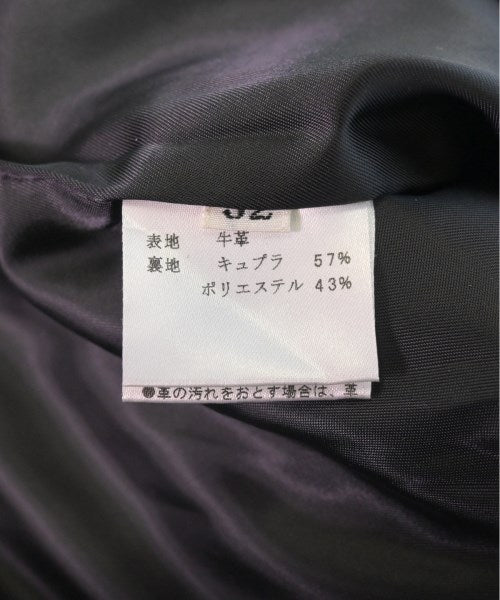 表地 牛革
裏地 キュプラ 57%
ポリエステル 43%
革の汚れをおとす場合は、革